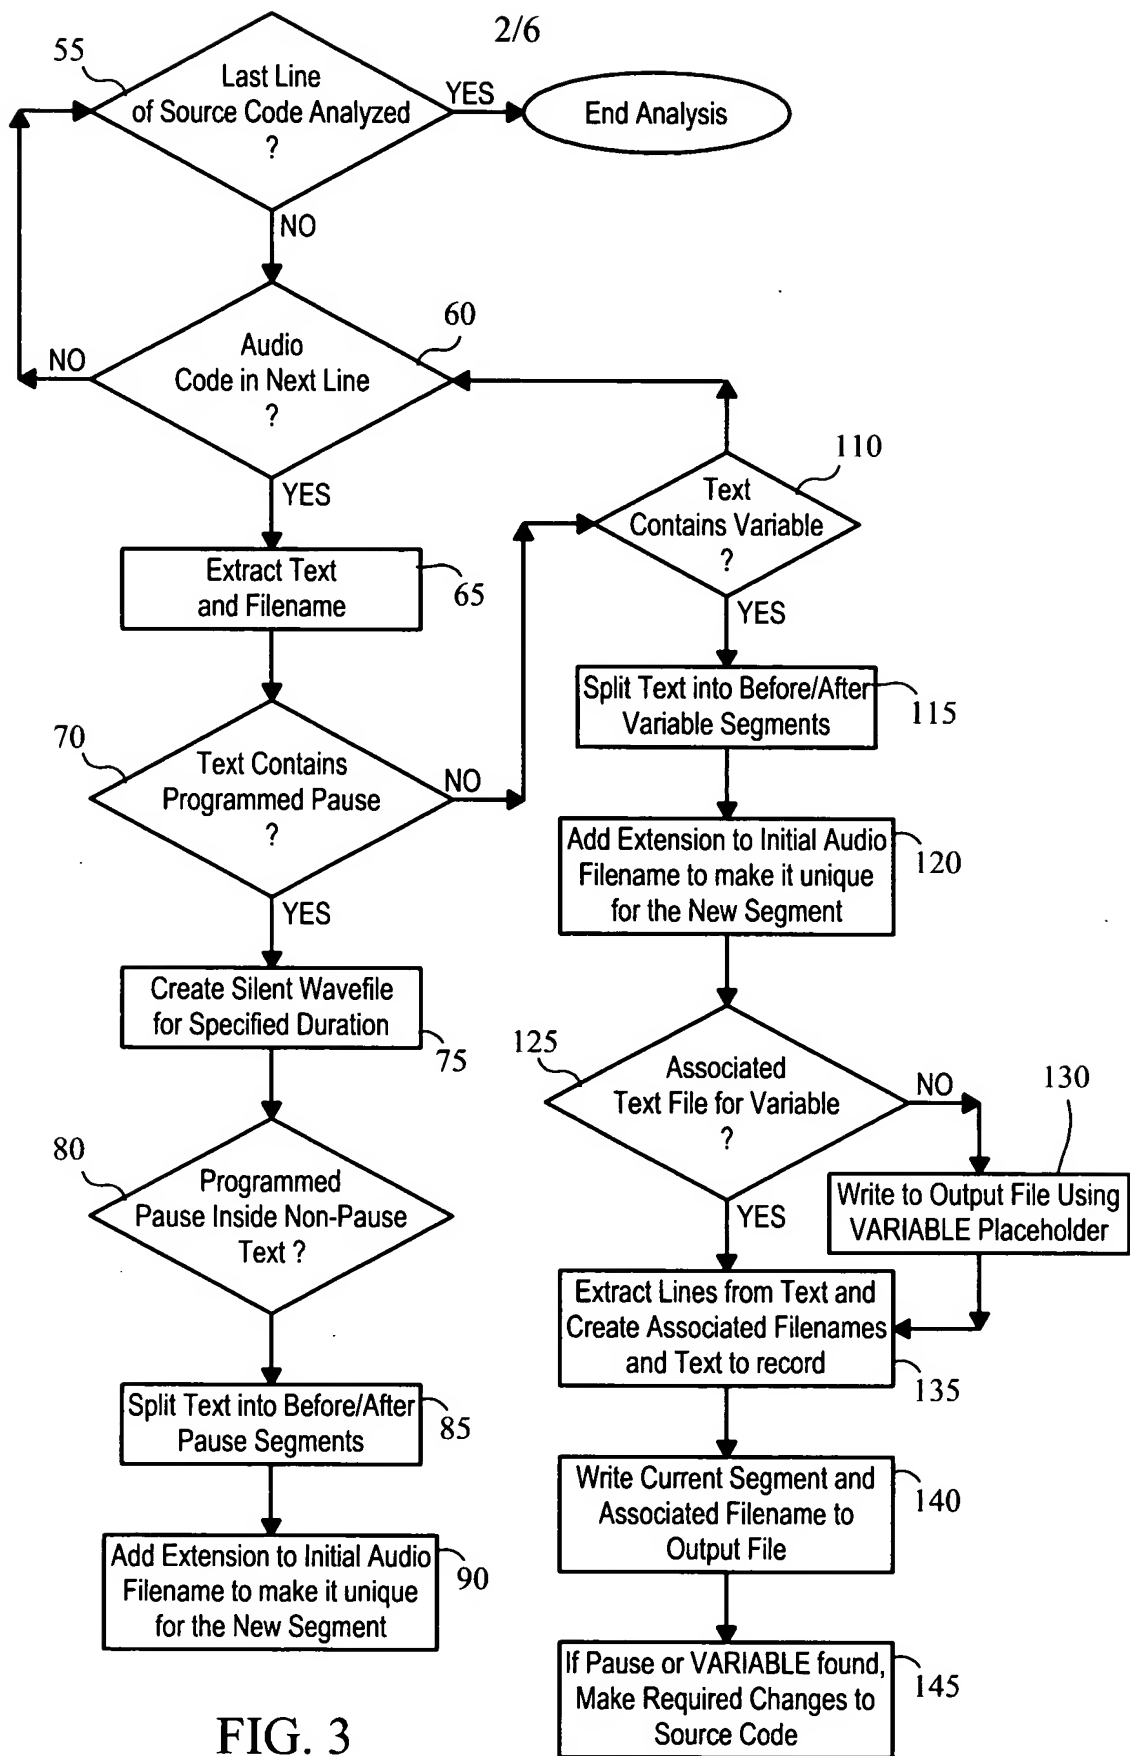 2/6
55
Last Line
of Source Code Analyzed
?
YES
End Analysis
NO
60
Audio
Code in Next Line
?
NO
YES
Extract Text
and Filename
65
70
Text Contains
Programmed Pause
?
NO
YES
Create Silent Wavefile
for Specified Duration
75
80
Programmed
Pause Inside Non-Pause
Text ?
Split Text into Before/After
Pause Segments
85
Add Extension to Initial Audio
Filename to make it unique
for the New Segment
90
110
Text
Contains Variable
?
YES
Split Text into Before/After
Variable Segments
115
Add Extension to Initial Audio
Filename to make it unique
for the New Segment
120
125
Associated
Text File for Variable
?
NO
130
YES
Write to Output File Using
VARIABLE Placeholder
Extract Lines from Text and
Create Associated Filenames
and Text to record
135
Write Current Segment and
Associated Filename to
Output File
140
If Pause or VARIABLE found,
Make Required Changes to
Source Code
145
FIG. 3